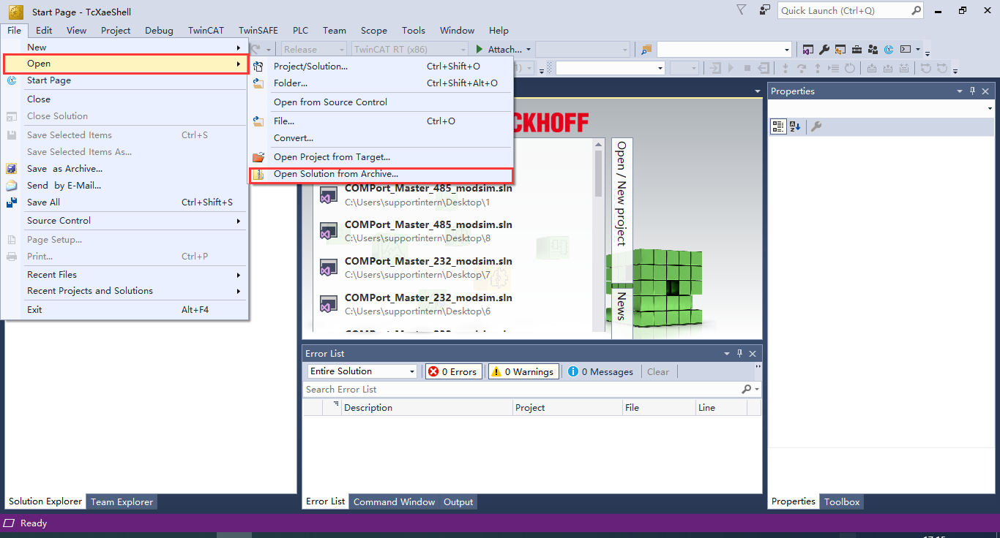 Start Page - TcXaeShell
Quick Launch (Ctrl+Q)
File Edit View Project Debug TwinCAT TwinSAFE PLC Team Scope Tools Window Help
Release TwinCAT RT (x86) Attach...
New
Open
Start Page
Close
Close Solution
Save Selected Items Ctrl+S
Save Selected Items As...
Save as Archive...
Send by E-Mail...
Save All Ctrl+Shift+S
Source Control
Page Setup...
Print... Ctrl+P
Recent Files
Recent Projects and Solutions
Exit Alt+F4
Project/Solution... Ctrl+Shift+O
Folder... Ctrl+Shift+Alt+O
Open from Source Control
File... Ctrl+O
Convert...
Open Project from Target...
Open Solution from Archive...
CKHOFF
COMPort_Master_485_modsim.sln
C:\Users\supportintern\Desktop\1
COMPort_Master_485_modsim.sln
C:\Users\supportintern\Desktop\8
COMPort_Master_232_modsim.sln
C:\Users\supportintern\Desktop\7
COMPort_Master_232_modsim.sln
C:\Users\supportintern\Desktop\6
Open / New project
News
Properties
Error List
Entire Solution 0 Errors 0 Warnings 0 Messages Clear
Search Error List
Description Project File Line
Solution Explorer Team Explorer
Error List Command Window Output
Properties Toolbox
Ready